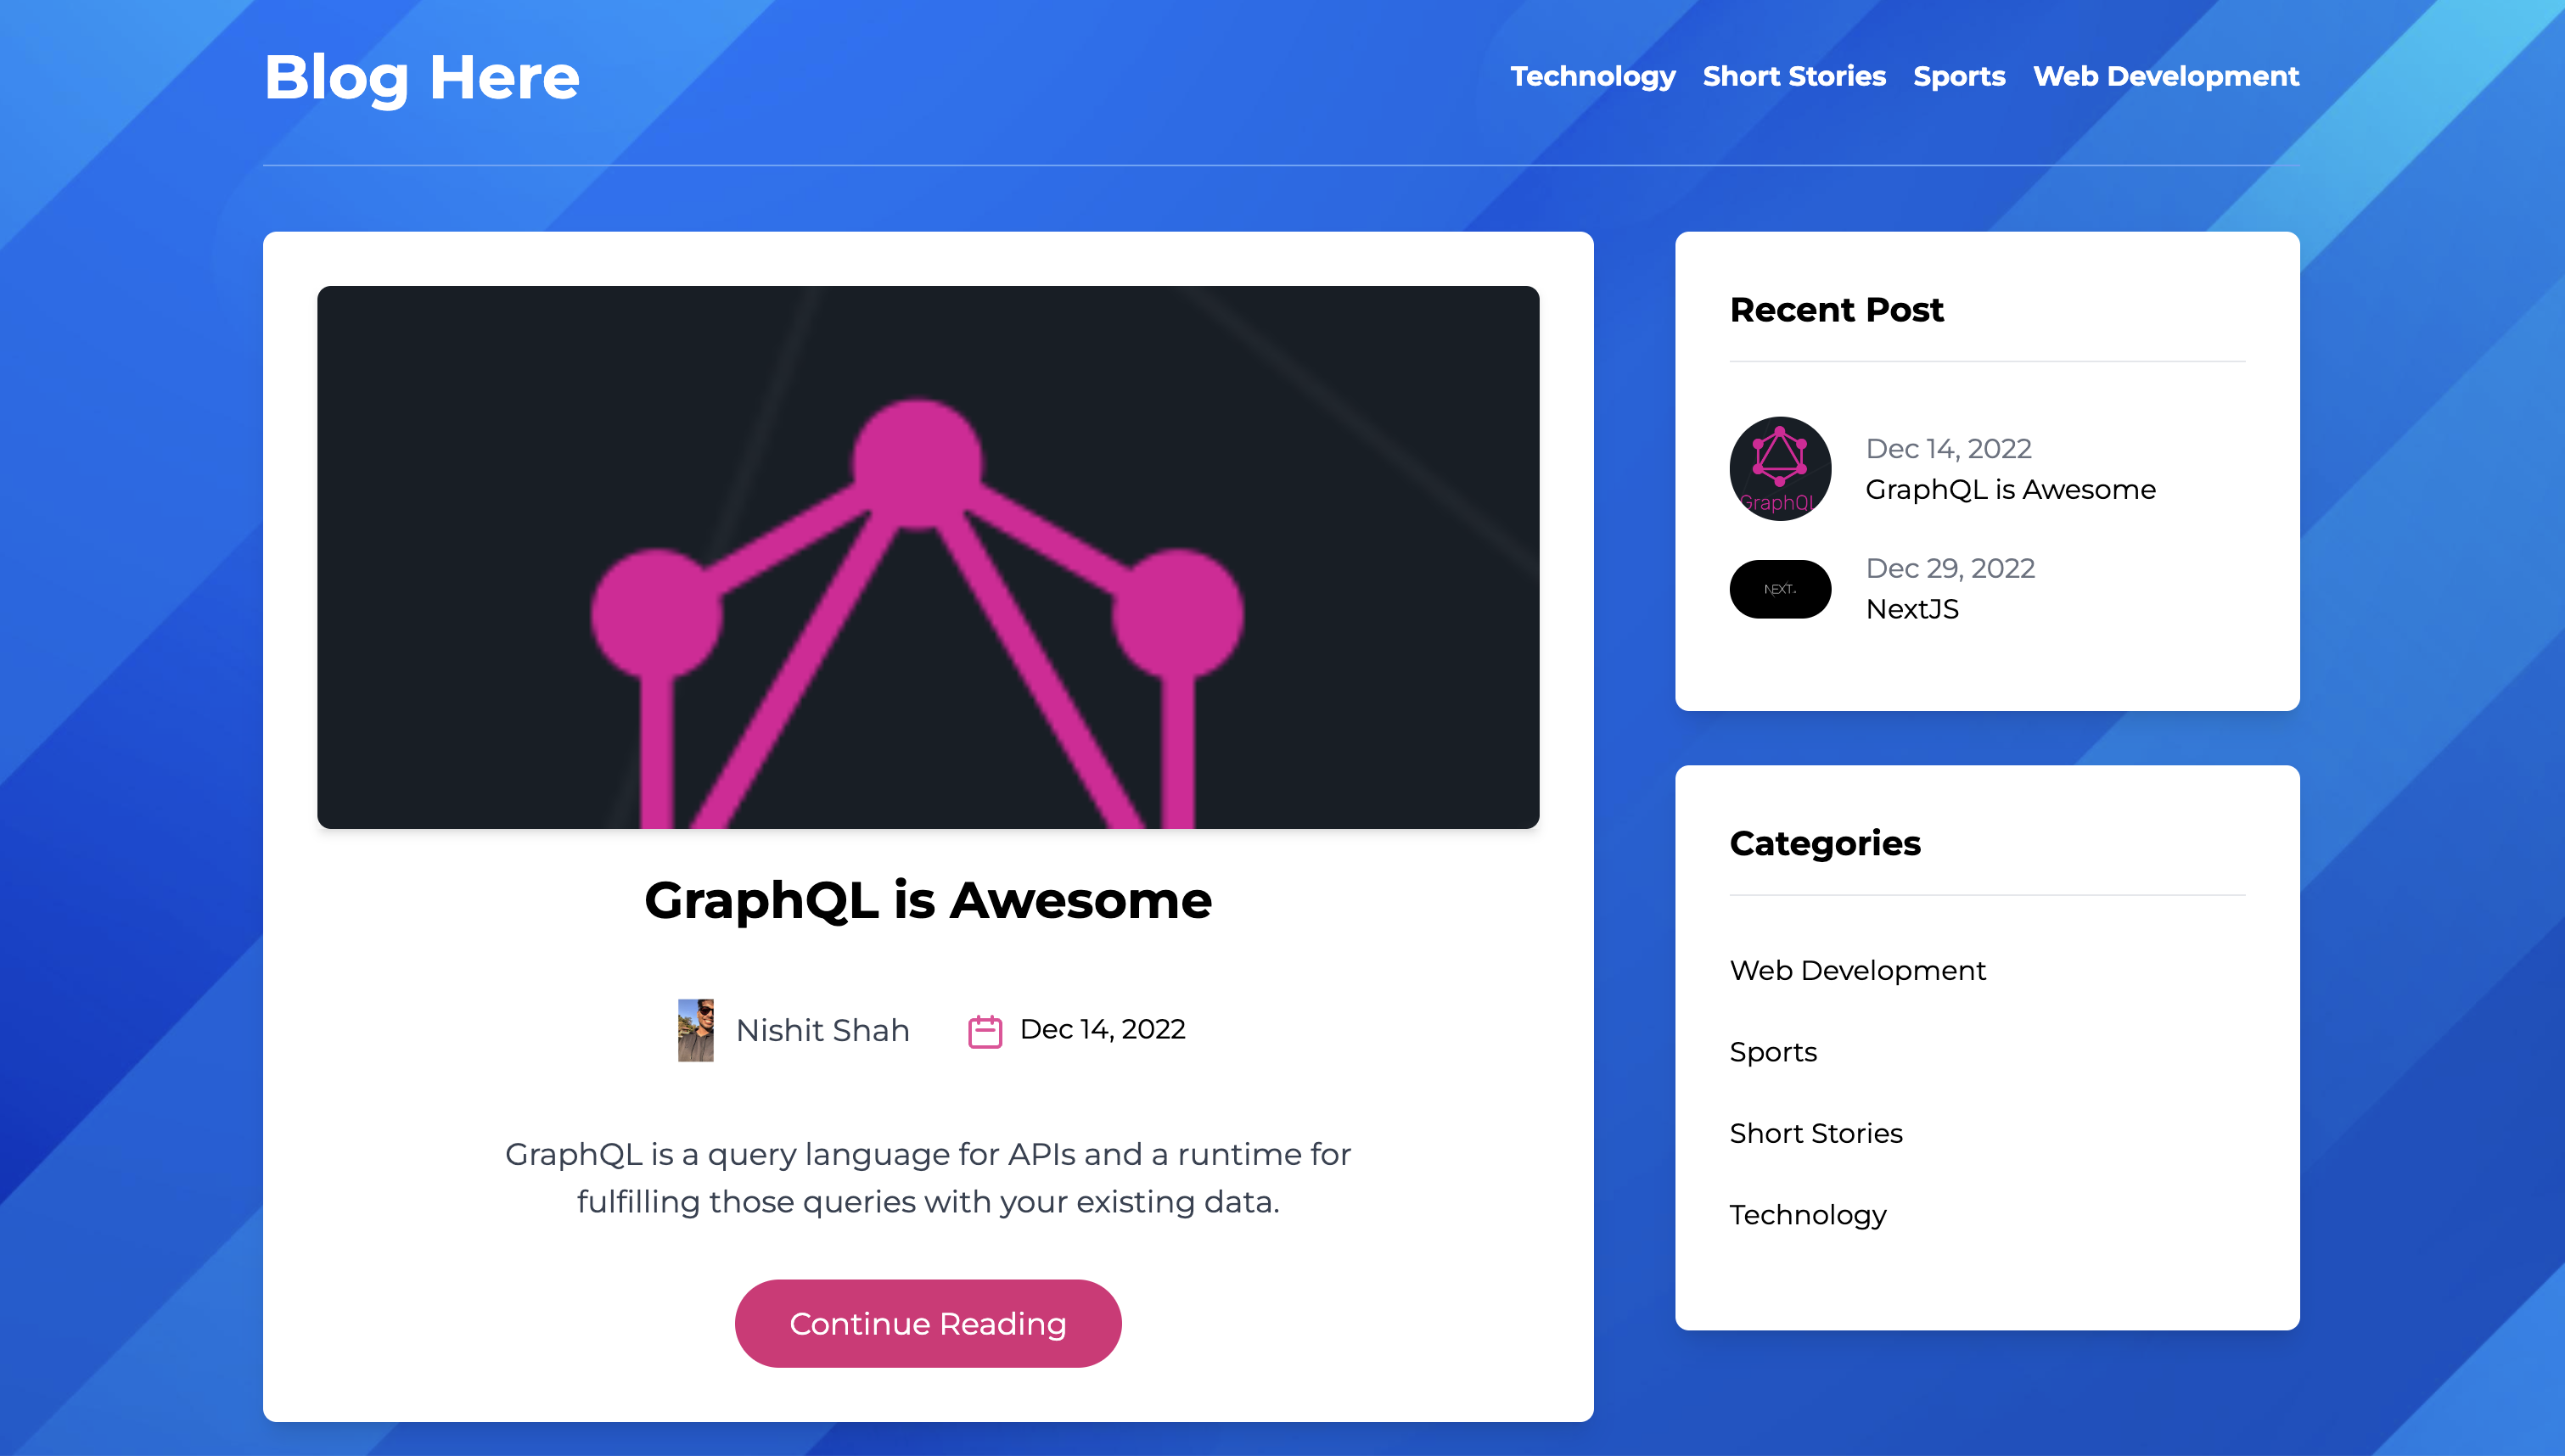 Blog Here
Technology Short Stories Sports Web Development
GraphQL is Awesome
Nishit Shah
Dec 14, 2022
GraphQL is a query language for APIs and a runtime for
fulfilling those queries with your existing data.
Continue Reading
Recent Post
GraphQL
Dec 14, 2022
GraphQL is Awesome
NEXT.
Dec 29, 2022
NextJS
Categories
Web Development
Sports
Short Stories
Technology